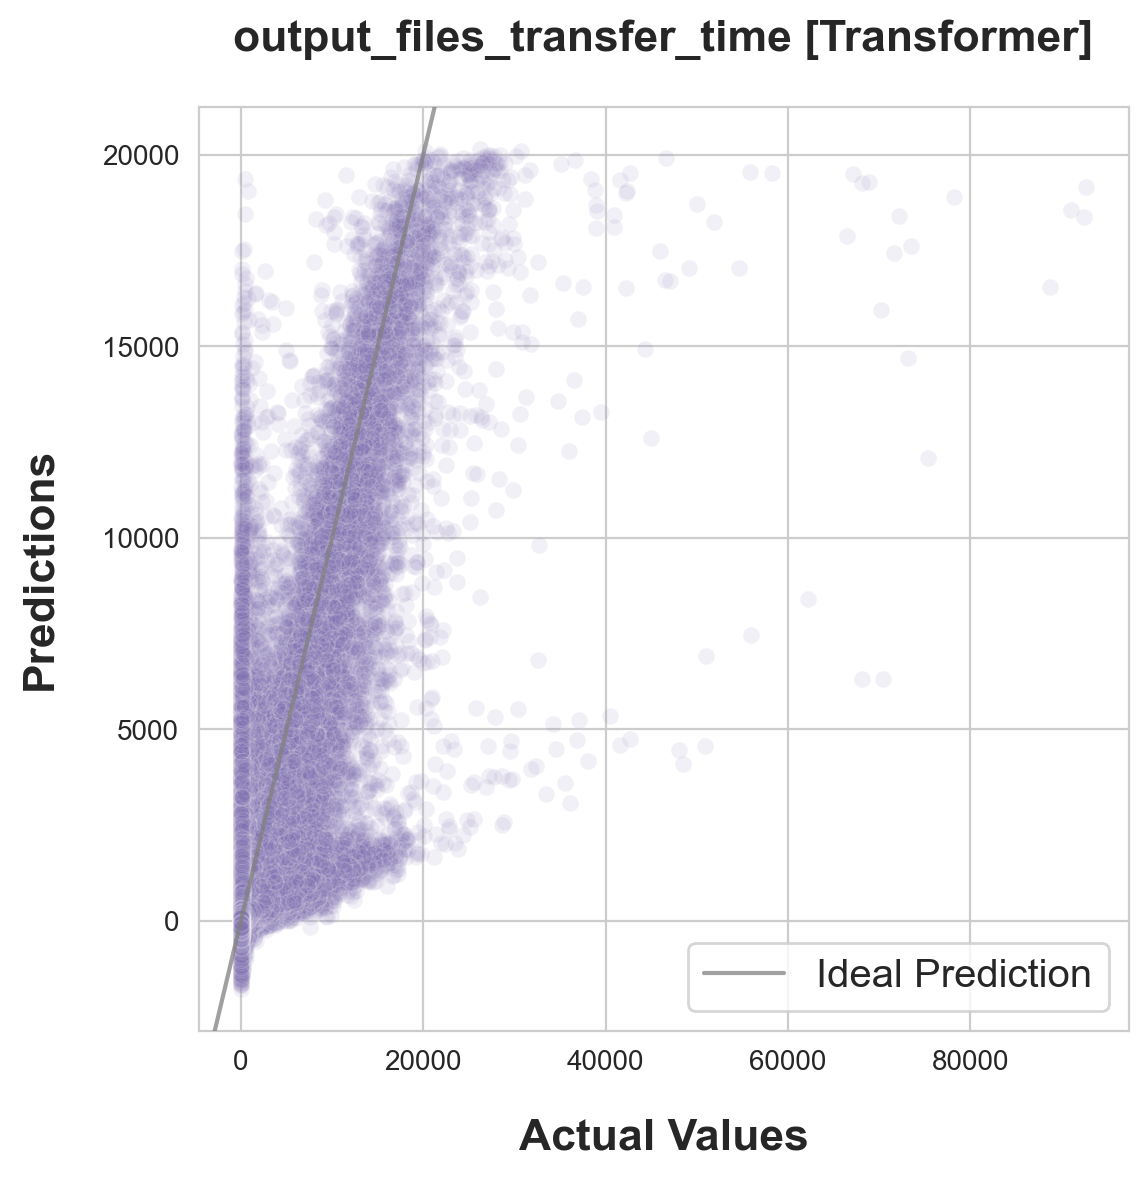 output_files_transfer_time [Transformer]
Predictions
20000
15000
10000
5000
0
Ideal Prediction
0 20000 40000 60000 80000
Actual Values